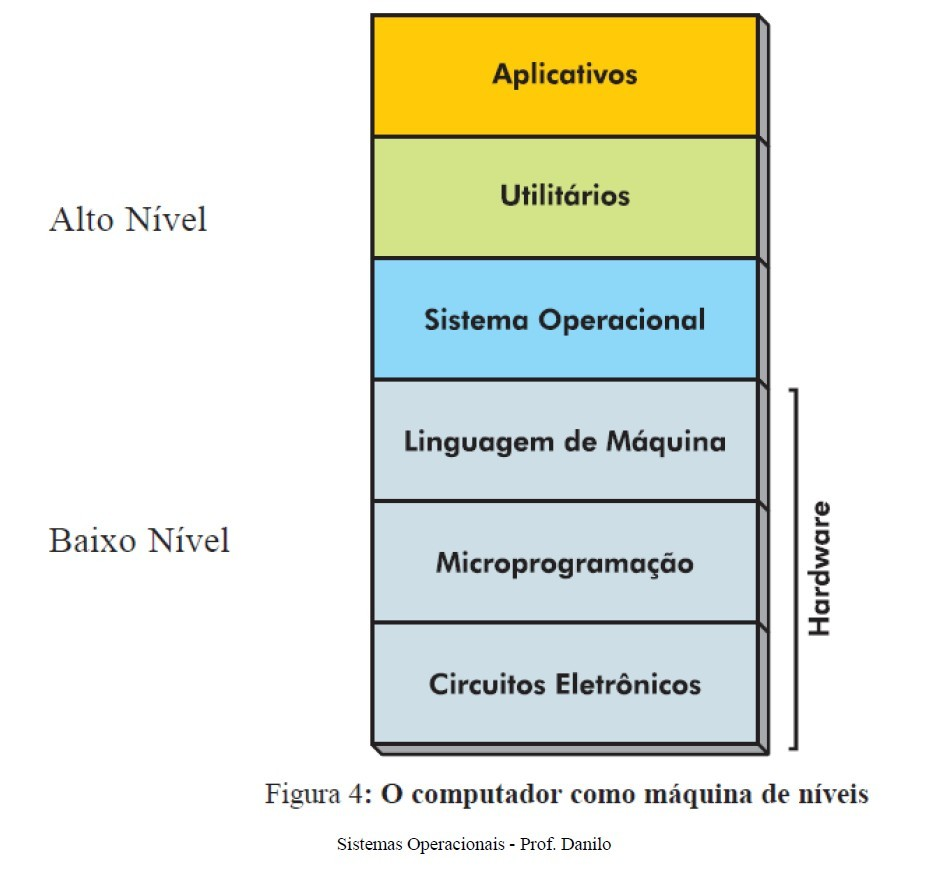 Aplicativos
Utilitários
Alto Nível
Sistema Operacional
Linguagem de Máquina
Baixo Nível
Microprogramação
Hardware
Circuitos Eletrônicos
Figura 4: O computador como máquina de níveis
Sistemas Operacionais - Prof. Danilo